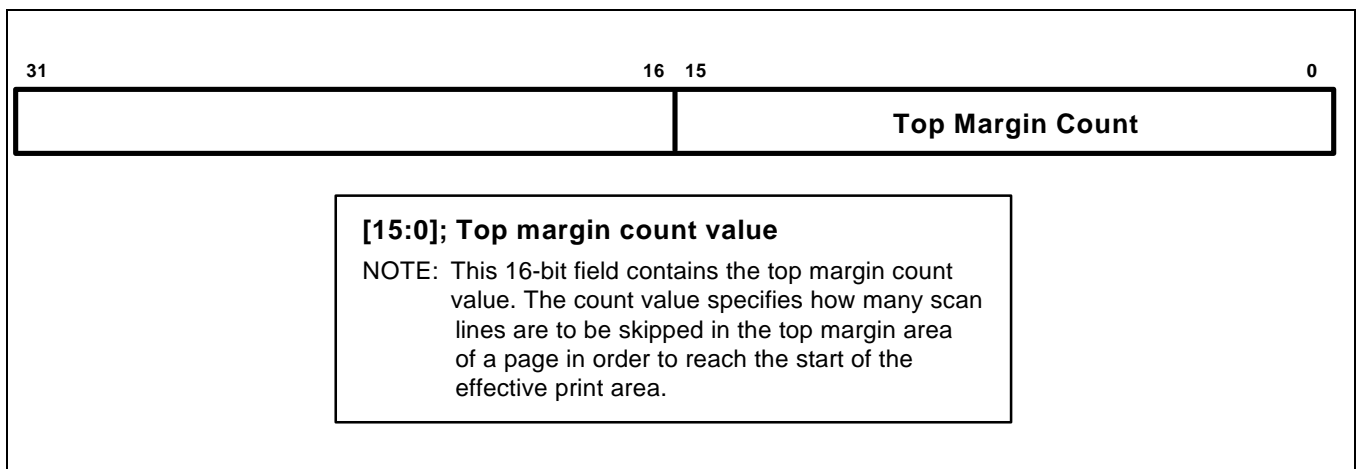 31 16 15 0
Top Margin Count
[15:0]; Top margin count value
NOTE: This 16-bit field contains the top margin count
value. The count value specifies how many scan
lines are to be skipped in the top margin area
of a page in order to reach the start of the
effective print area.